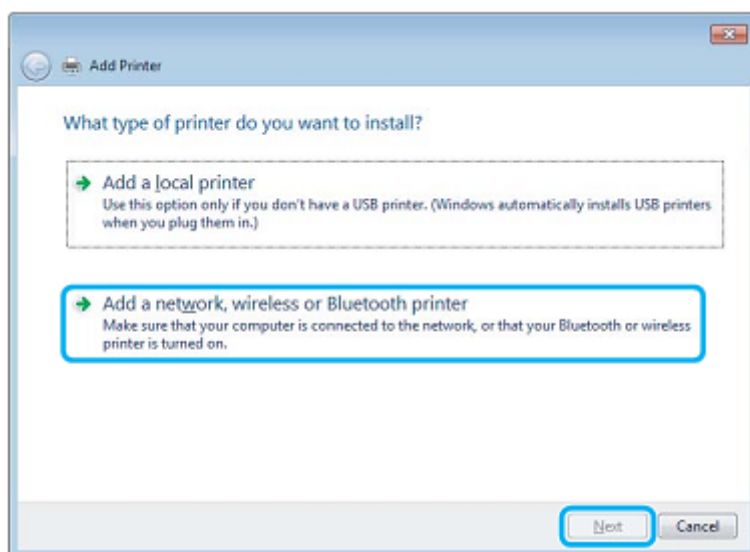 Add Printer
What type of printer do you want to install?
Add a local printer
Use this option only if you don't have a USB printer. (Windows automatically installs USB printers
when you plug them in.)
Add a network, wireless or Bluetooth printer
Make sure that your computer is connected to the network, or that your Bluetooth or wireless
printer is turned on.
Next
Cancel